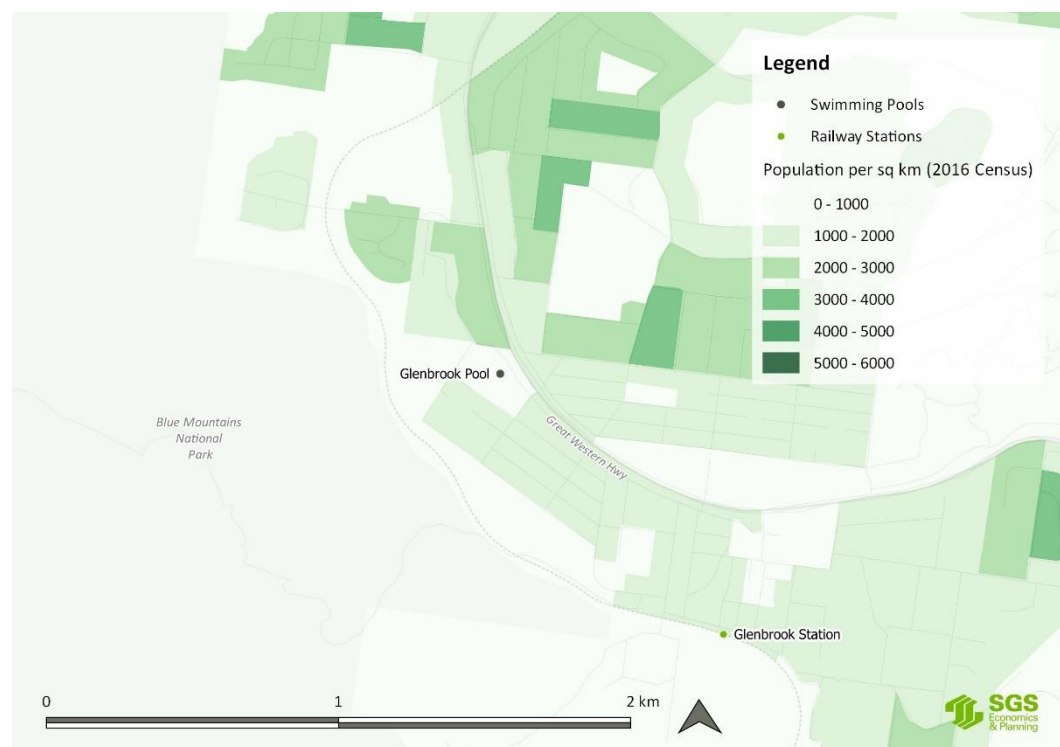 Legend
Swimming Pools
Railway Stations
Population per sq km (2016 Census)
0 - 1000
1000 - 2000
2000 - 3000
3000 - 4000
4000 - 5000
5000 - 6000
Glenbrook Pool
Blue Mountains
National
Park
Great Western Hwy
Glenbrook Station
0 1 2 km
SGS
Economics
& Planning